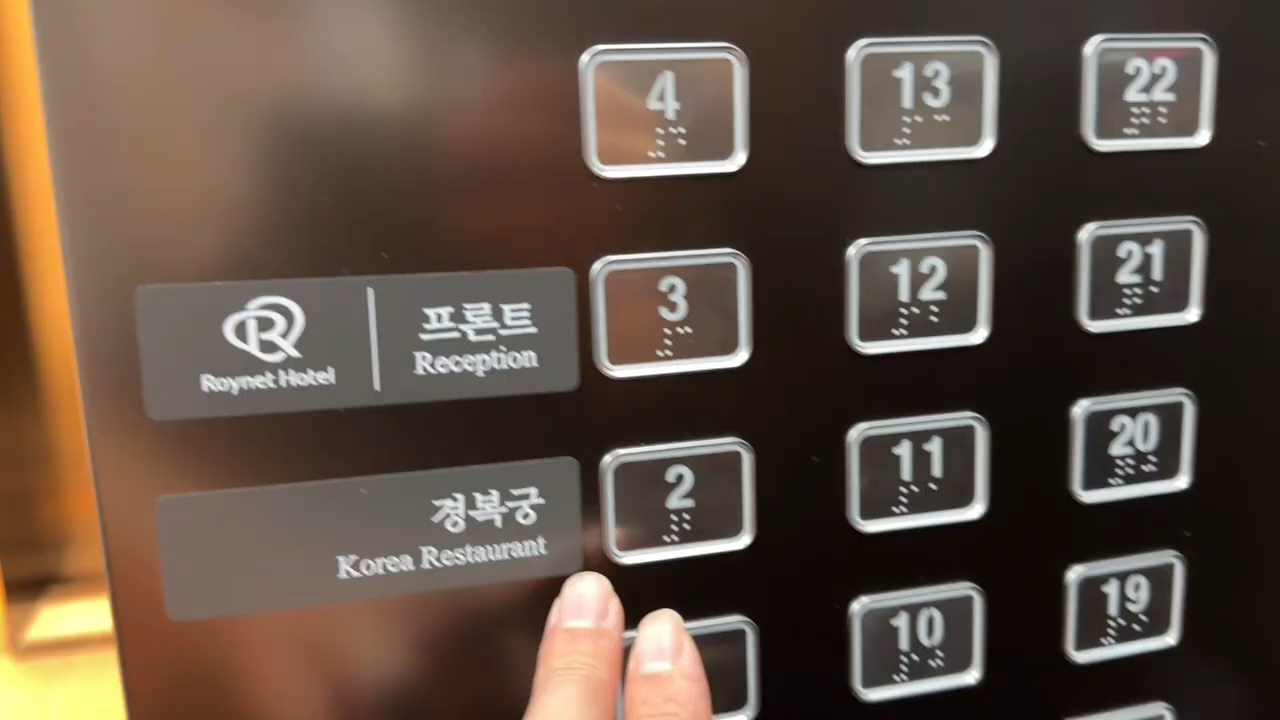 4
13
22
Roynet Hotel
프론트
Reception
3
12
21
경복궁
Korea Restaurant
2
11
20
10
19